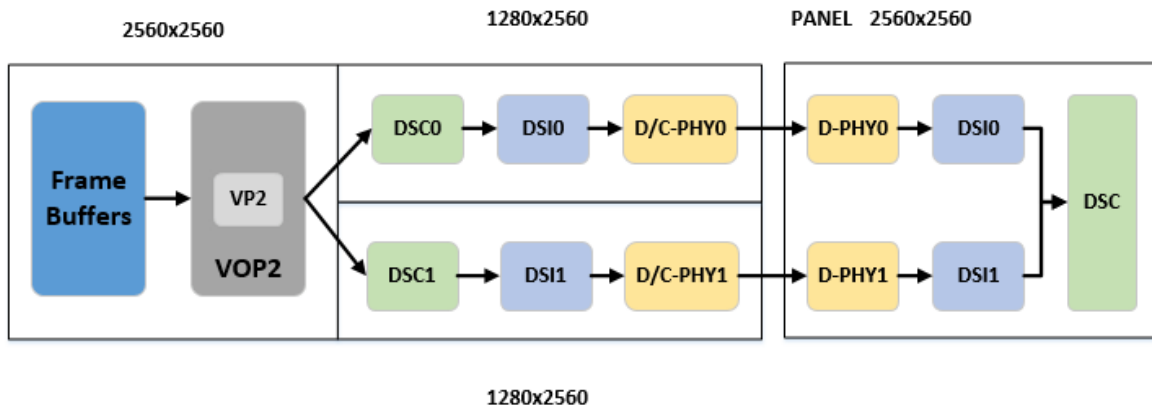 2560x2560
1280x2560
PANEL 2560x2560
Frame
Buffers
VP2
VOP2
DSC0
DSI0
D/C-PHY0
D-PHY0
DSI0
DSC
DSC1
DSI1
D/C-PHY1
D-PHY1
DSI1
1280x2560